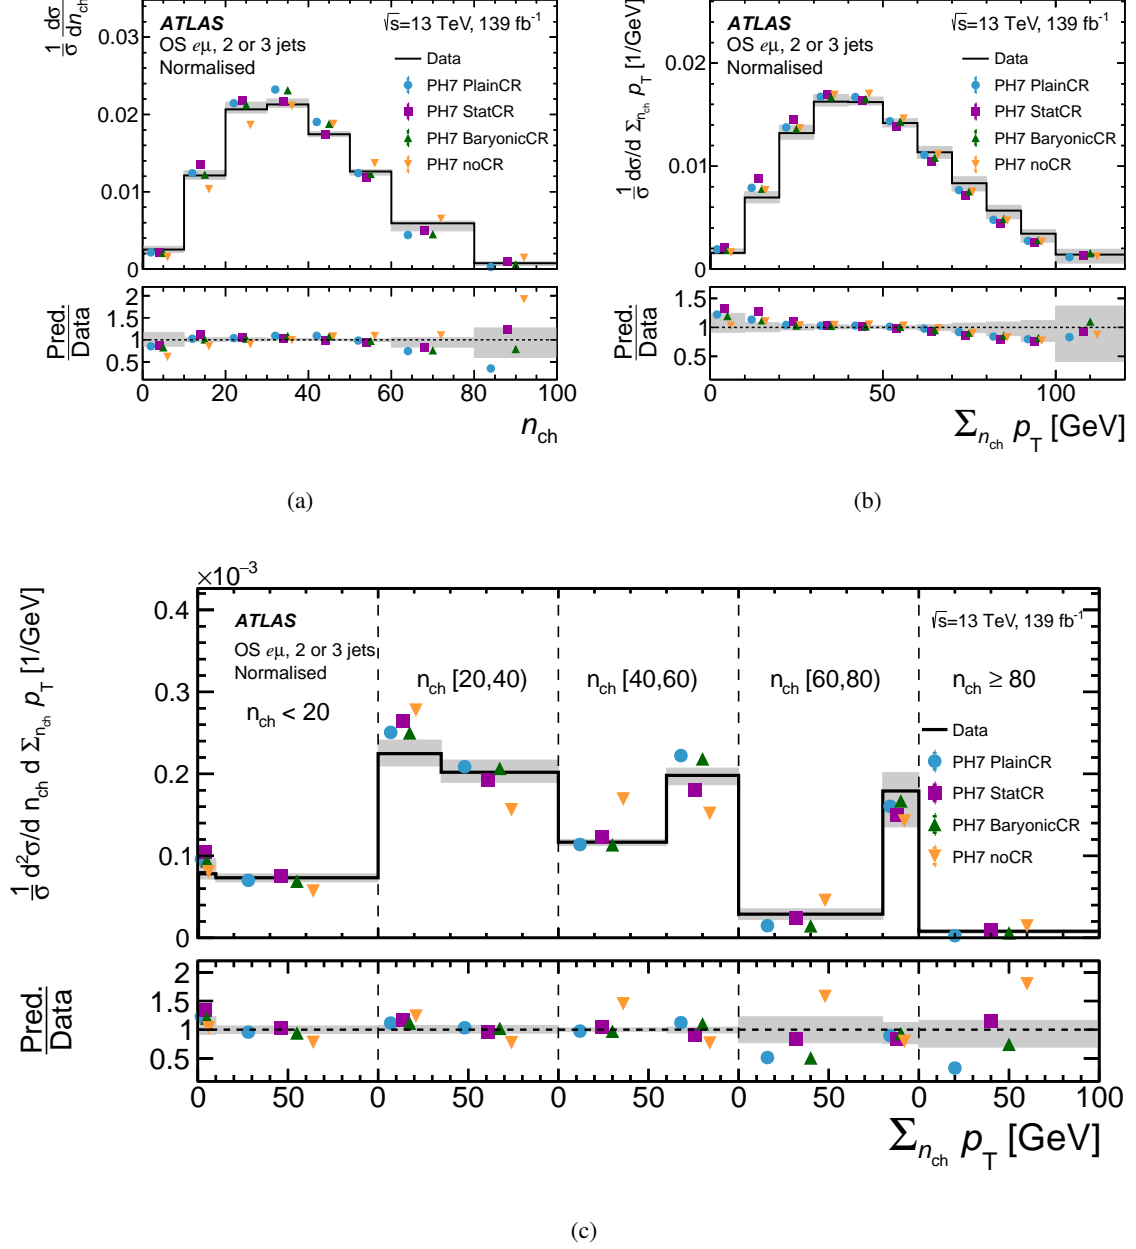 1/σ dσ/dn_ch
ATLAS
√s=13 TeV, 139 fb⁻¹
OS eμ, 2 or 3 jets
Normalised
Data
PH7 PlainCR
PH7 StatCR
PH7 BaryonicCR
PH7 noCR
0.03
0.02
0.01
0
Pred./Data
2
1.5
1
0.5
0 20 40 60 80 100
n_ch
(a)
1/σ dσ/d Σ_n_ch p_T [1/GeV]
ATLAS
√s=13 TeV, 139 fb⁻¹
OS eμ, 2 or 3 jets
Normalised
Data
PH7 PlainCR
PH7 StatCR
PH7 BaryonicCR
PH7 noCR
0.02
0.01
0
Pred./Data
1.5
1
0.5
0 50 100
Σ_n_ch p_T [GeV]
(b)
×10⁻³
1/σ d²σ/d n_ch d Σ_n_ch p_T [1/GeV]
ATLAS
√s=13 TeV, 139 fb⁻¹
OS eμ, 2 or 3 jets
Normalised
n_ch < 20
n_ch [20,40)
n_ch [40,60)
n_ch [60,80)
n_ch ≥ 80
Data
PH7 PlainCR
PH7 StatCR
PH7 BaryonicCR
PH7 noCR
0.4
0.3
0.2
0.1
0
Pred./Data
2
1.5
1
0.5
0 50 0 50 0 50 0 50 0 50 100
Σ_n_ch p_T [GeV]
(c)